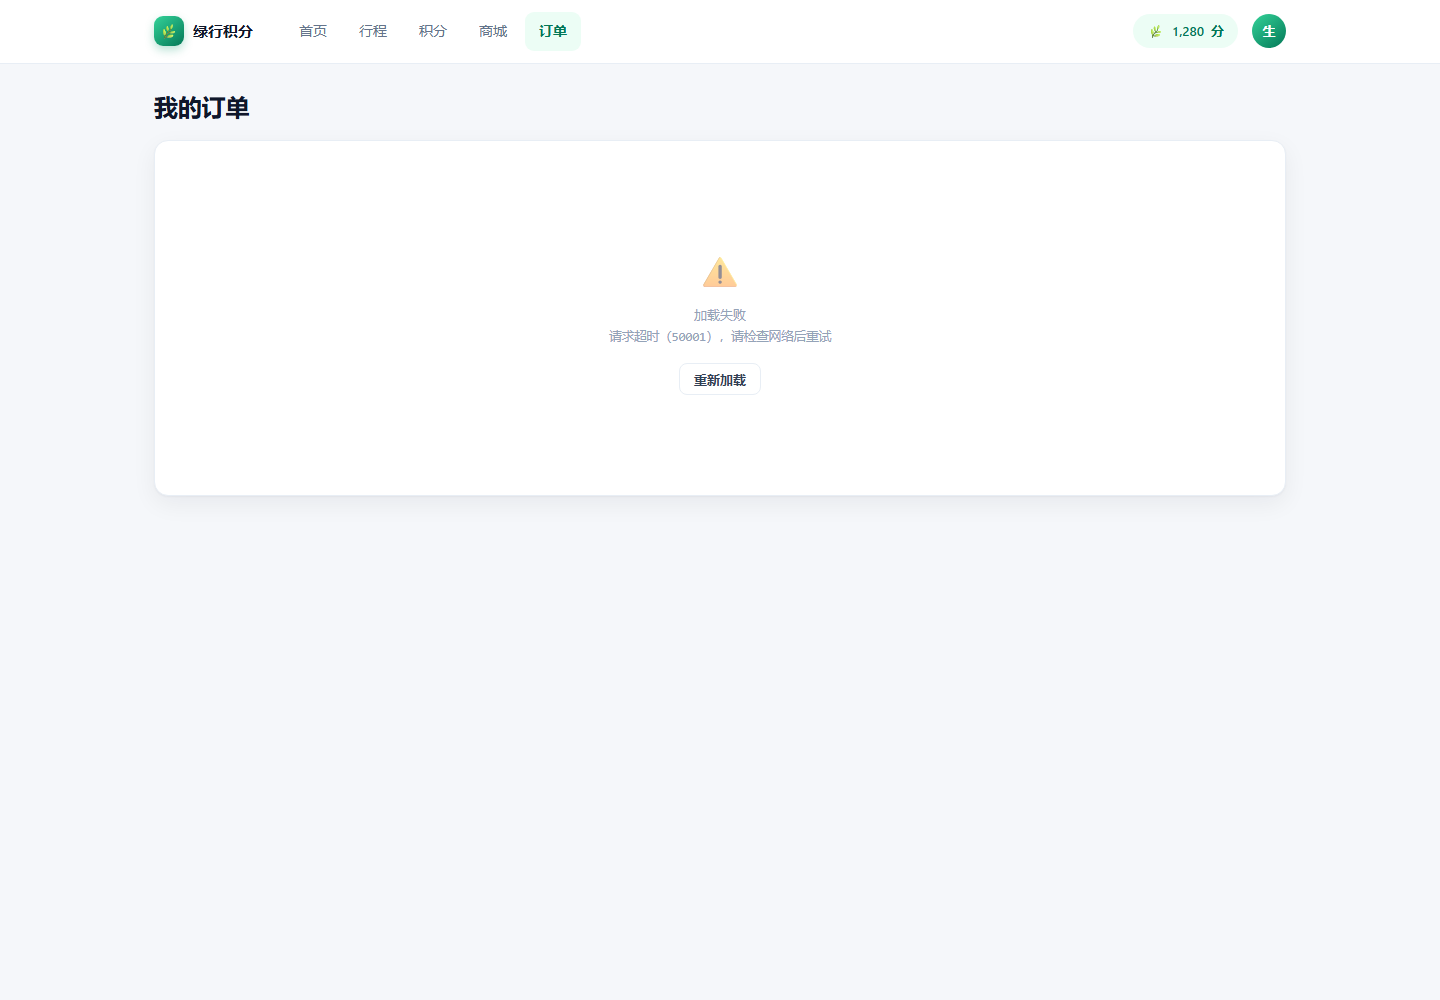 绿行积分 首页 行程 积分 商城 订单 1,280 分 生
我的订单
加载失败
请求超时（50001），请检查网络后重试
重新加载